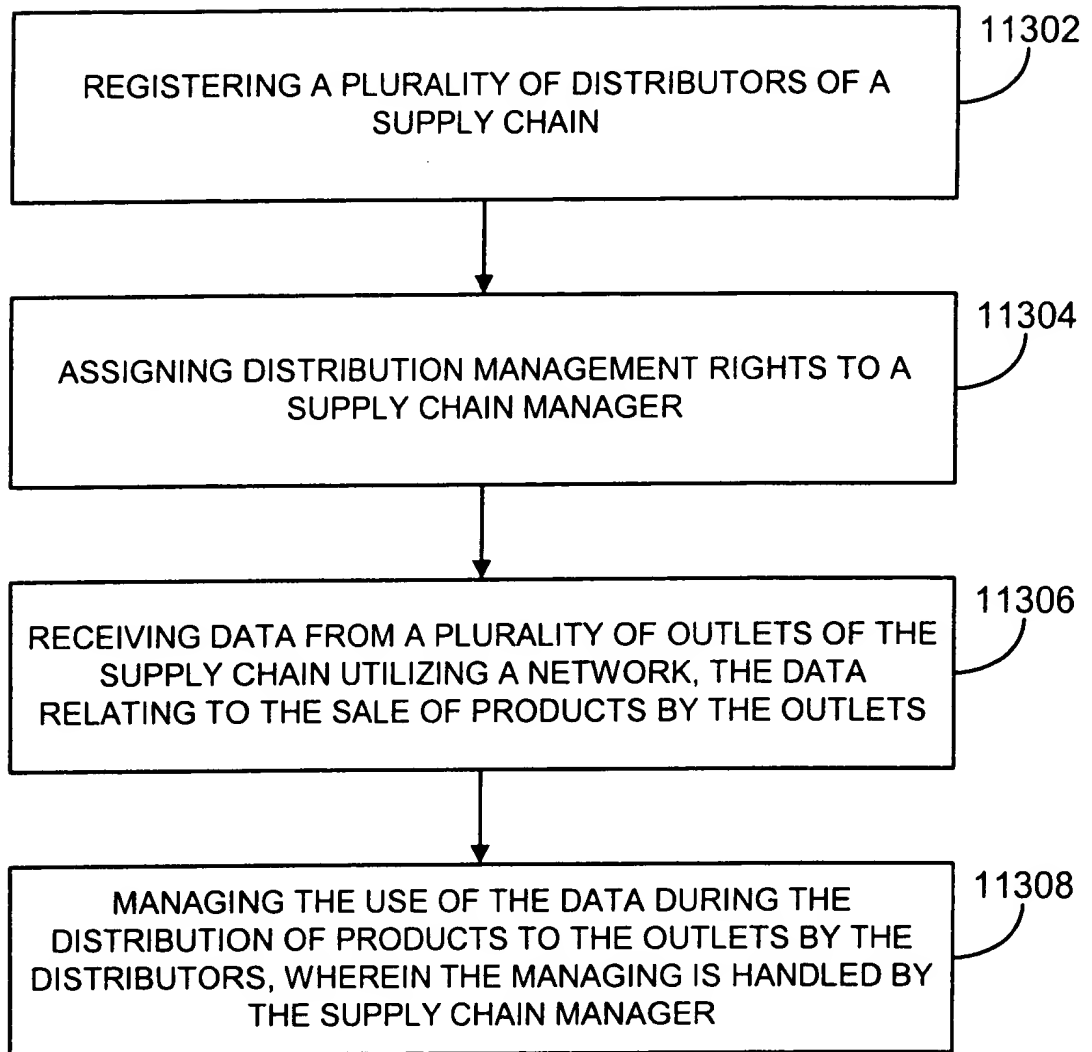 11302
REGISTERING A PLURALITY OF DISTRIBUTORS OF A
SUPPLY CHAIN
11304
ASSIGNING DISTRIBUTION MANAGEMENT RIGHTS TO A
SUPPLY CHAIN MANAGER
11306
RECEIVING DATA FROM A PLURALITY OF OUTLETS OF THE
SUPPLY CHAIN UTILIZING A NETWORK, THE DATA
RELATING TO THE SALE OF PRODUCTS BY THE OUTLETS
11308
MANAGING THE USE OF THE DATA DURING THE
DISTRIBUTION OF PRODUCTS TO THE OUTLETS BY THE
DISTRIBUTORS, WHEREIN THE MANAGING IS HANDLED BY
THE SUPPLY CHAIN MANAGER